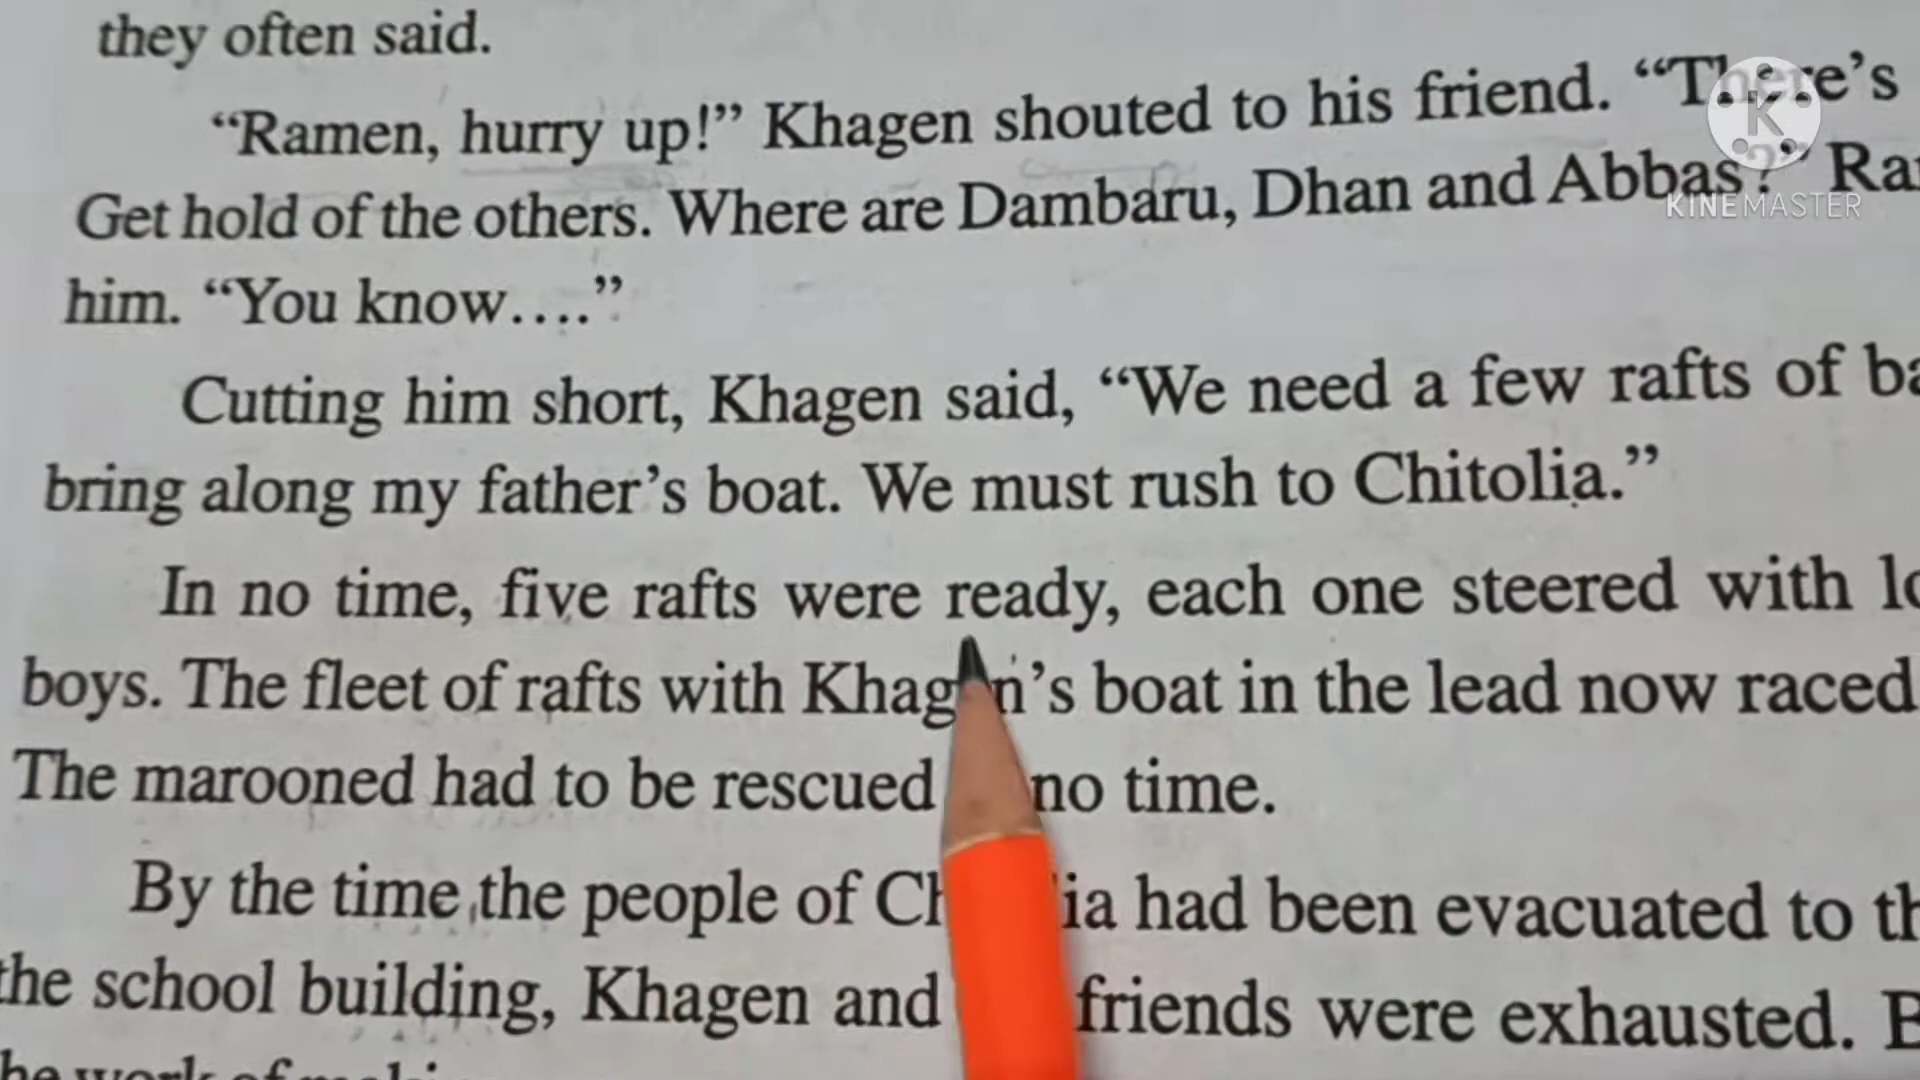 they often said.
"Ramen, hurry up!" Khagen shouted to his friend. "There's
Get hold of the others. Where are Dambaru, Dhan and Abbas?"
him. "You know...."
Cutting him short, Khagen said, "We need a few rafts of
bring along my father's boat. We must rush to Chitolia."
In no time, five rafts were ready, each one steered with
boys. The fleet of rafts with Khagen's boat in the lead now raced
The marooned had to be rescued no time.
By the time the people of had been evacuated to
the school building, Khagen and friends were exhausted.
work of
K
KINEMASTER